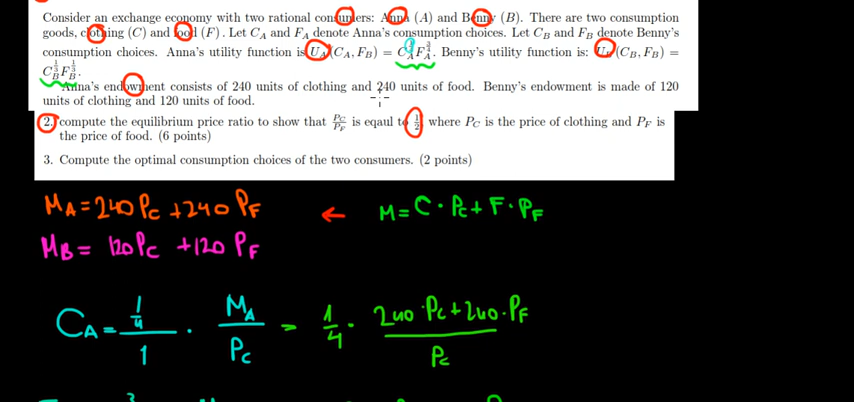 Consider an exchange economy with two rational consumers: Anna (A) and Benny (B). There are two consumption
goods, clothing (C) and food (F). Let C_A and F_A denote Anna's consumption choices. Let C_B and F_B denote Benny's
consumption choices. Anna's utility function is U_A(C_A, F_B) = C_A F_A^{3/4}. Benny's utility function is: U_B(C_B, F_B) =
C_B^{1/3} F_B^{1/3}.
Anna's endowment consists of 240 units of clothing and 240 units of food. Benny's endowment is made of 120
units of clothing and 120 units of food.
2. compute the equilibrium price ratio to show that P_C/P_F is eqaul to 1/2, where P_C is the price of clothing and P_F is
the price of food. (6 points)
3. Compute the optimal consumption choices of the two consumers. (2 points)
M_A = 240 P_C + 240 P_F ← M = C · P_C + F · P_F
M_B = 120 P_C + 120 P_F
C_A = (1/4)/1 · M_A/P_C = 1/4 · (240 · P_C + 240 · P_F)/P_C